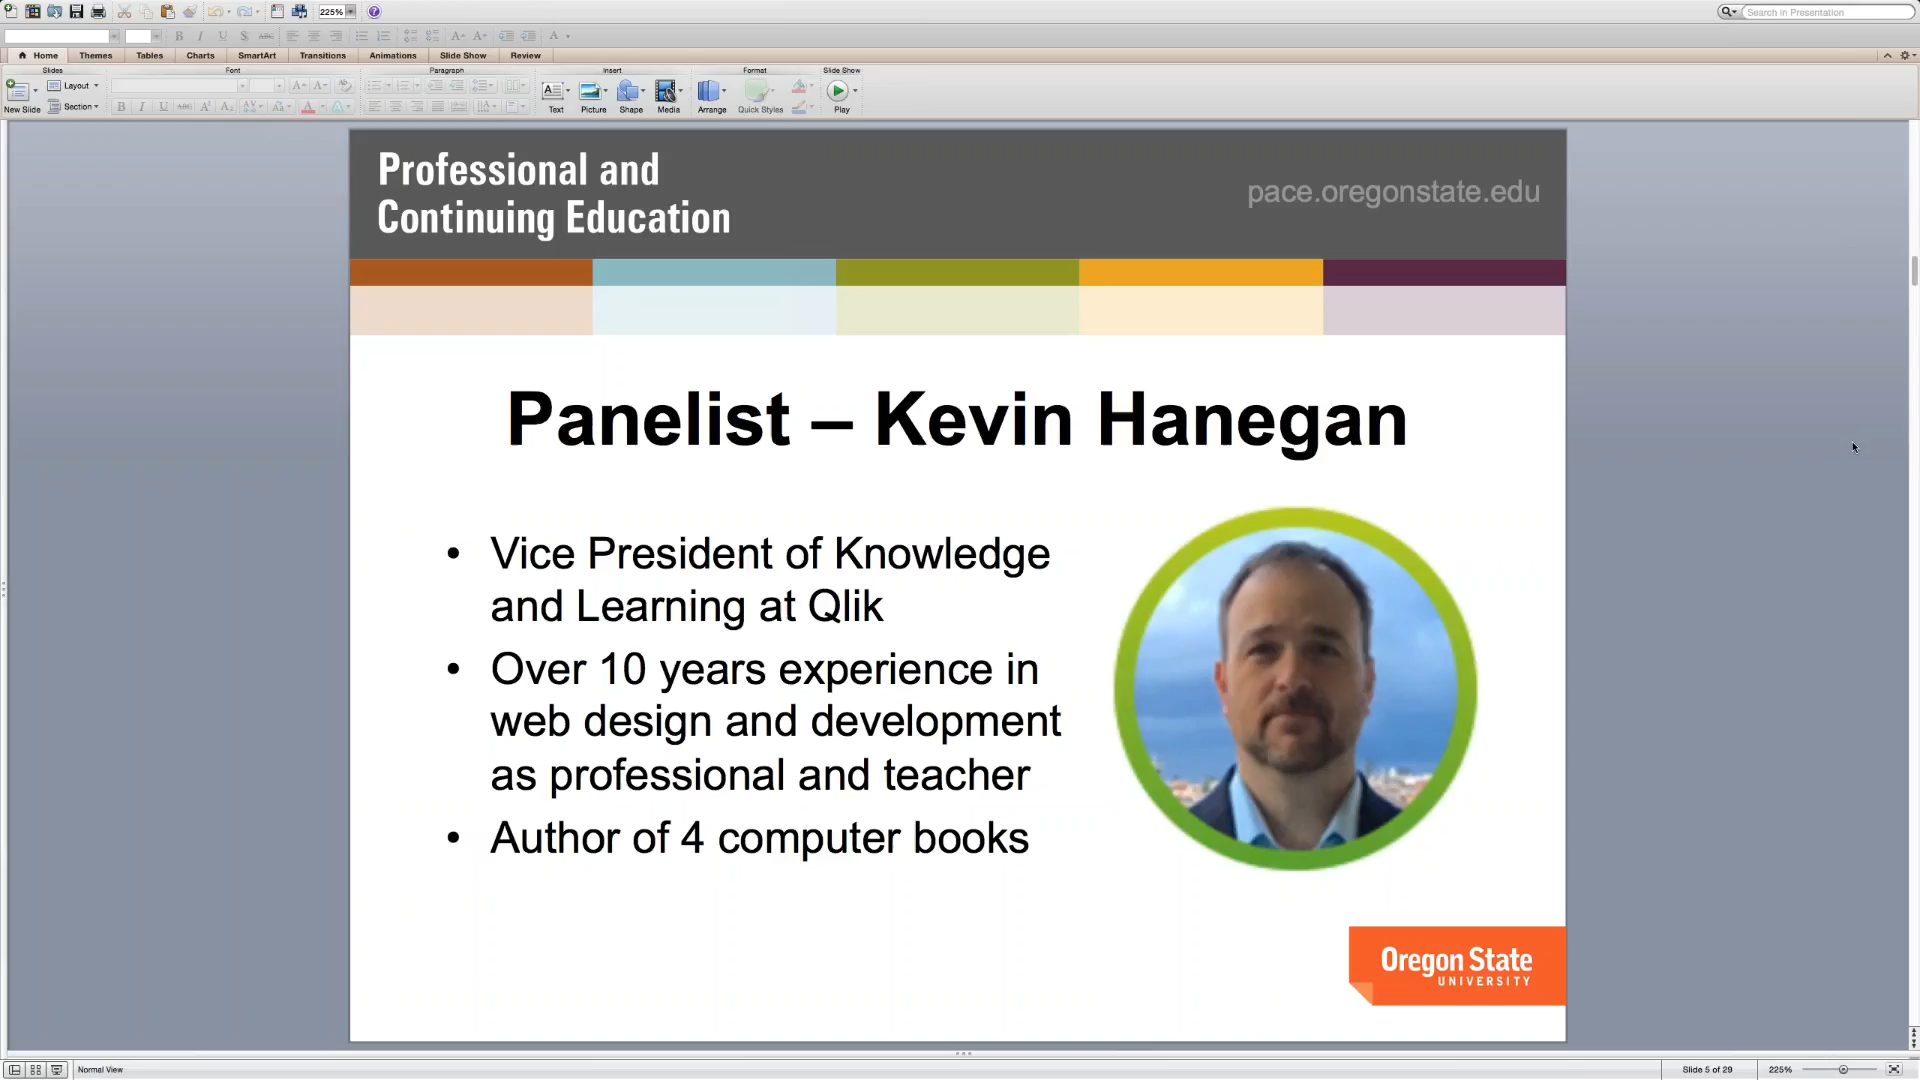 225%
Search in Presentation
Home Themes Tables Charts SmartArt Transitions Animations Slide Show Review
Slides Font Paragraph Insert Format Slide Show
New Slide Layout Section Text Picture Shape Media Arrange Quick Styles Play
Professional and
Continuing Education
pace.oregonstate.edu
Panelist – Kevin Hanegan
• Vice President of Knowledge
and Learning at Qlik
• Over 10 years experience in
web design and development
as professional and teacher
• Author of 4 computer books
Oregon State
UNIVERSITY
Normal View Slide 5 of 29 225%